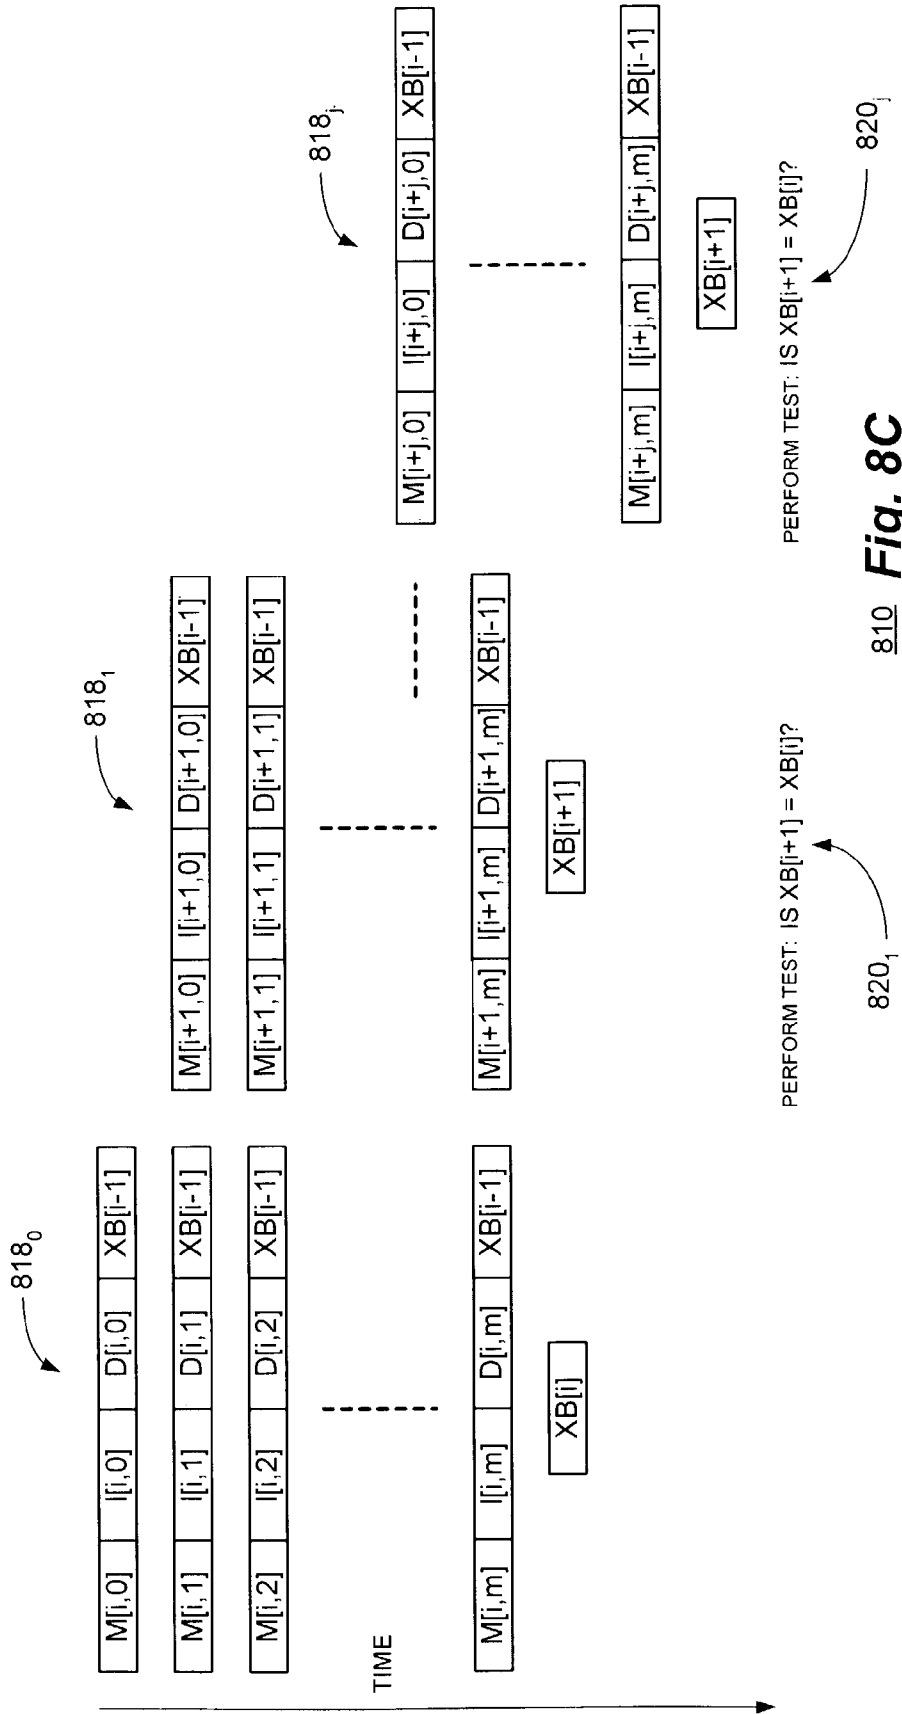 818₀
M[i,0] I[i,0] D[i,0] XB[i-1]
M[i,1] I[i,1] D[i,1] XB[i-1]
M[i,2] I[i,2] D[i,2] XB[i-1]
M[i,m] I[i,m] D[i,m] XB[i-1]
XB[i]
TIME
818₁
M[i+1,0] I[i+1,0] D[i+1,0] XB[i-1]
M[i+1,1] I[i+1,1] D[i+1,1] XB[i-1]
M[i+1,m] I[i+1,m] D[i+1,m] XB[i-1]
XB[i+1]
PERFORM TEST: IS XB[i+1] = XB[i]?
820₁
818ⱼ
M[i+j,0] I[i+j,0] D[i+j,0] XB[i-1]
M[i+j,m] I[i+j,m] D[i+j,m] XB[i-1]
XB[i+1]
PERFORM TEST: IS XB[i+1] = XB[i]?
820ⱼ
810 Fig. 8C